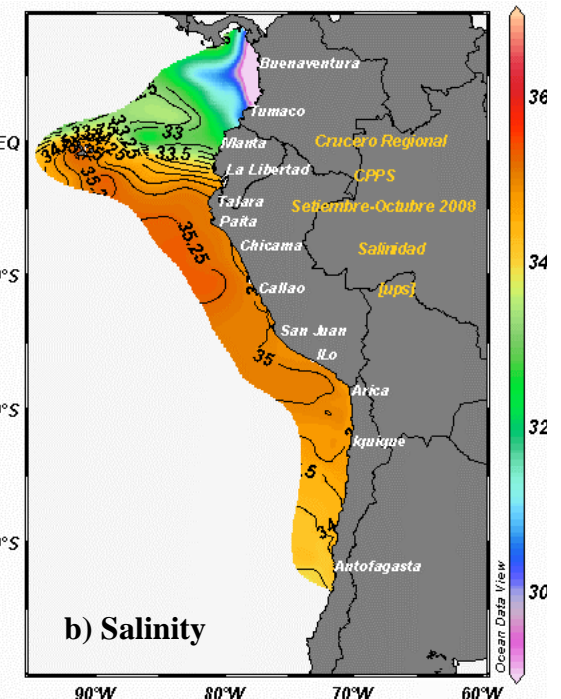 Buenaventura
36
Tumaco
33
EQ
Manta
Crucero Regional
33.5
La Libertad
CPPS
34
Talara
Setiembre-Octubre 2008
Paita
35.25
Chicama
Salinidad
°S
Callao
[ups]
San Juan
35
ILo
Arica
°S
32
Iquique
.5
34
°S
Antofagasta
30
Ocean Data View
b) Salinity
90°W
80°W
70°W
60°W